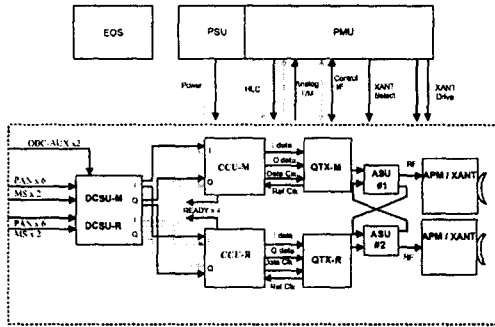 EOS
PSU
PMU
Power
HLC
Analog
T/M
Control
I/F
XANT
Select
XANT
Drive
ODC-AUX x2
PAN x 6
MS x 2
PAN x 6
MS x 2
DCSU-M
DCSU-R
I
Q
I
Q
I
Q
CCU-M
I data
Q data
Data Clk
Ref Clk
QTX-M
ASU
#1
RF
APM / XANT
READY x 4
I
Q
CCU-R
I data
Q data
Data Clk
Ref Clk
QTX-R
ASU
#2
RF
APM / XANT